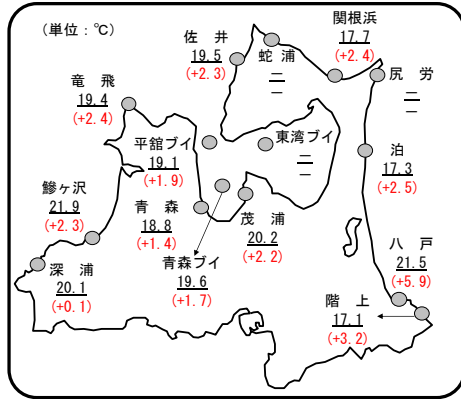 (単位：℃)
関根浜
17.7
(+2.4)
佐 井
19.5
(+2.3)
蛇 浦
－
－
尻 労
－
－
竜 飛
19.4
(+2.4)
平舘ブイ
19.1
(+1.9)
東湾ブイ
－
－
泊
17.3
(+2.5)
鰺ヶ沢
21.9
(+2.3)
青 森
18.8
(+1.4)
茂 浦
20.2
(+2.2)
八 戸
21.5
(+5.9)
深 浦
20.1
(+0.1)
青森ブイ
19.6
(+1.7)
階 上
17.1
(+3.2)